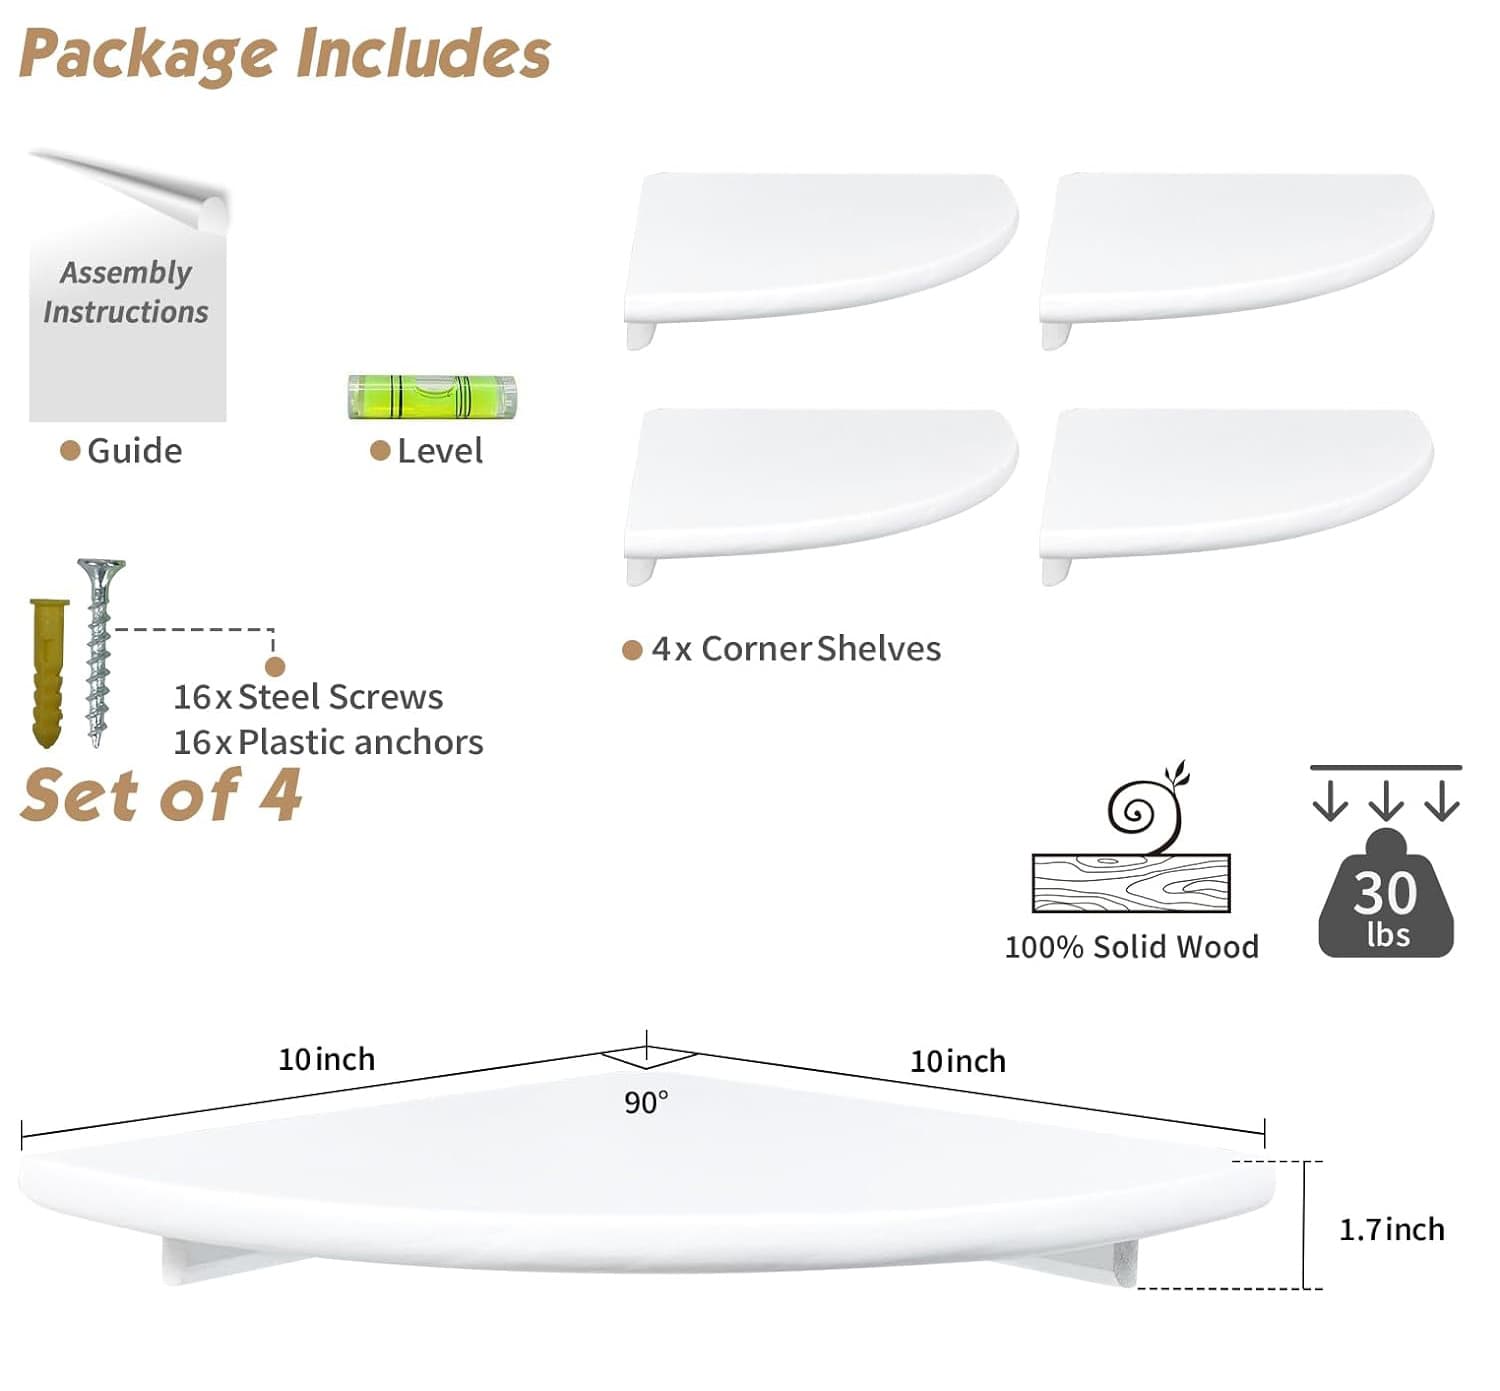 Package Includes
Assembly
Instructions
Guide
Level
16x Steel Screws
16x Plastic anchors
4x Corner Shelves
Set of 4
100% Solid Wood
30
lbs
10inch
10inch
90°
1.7inch